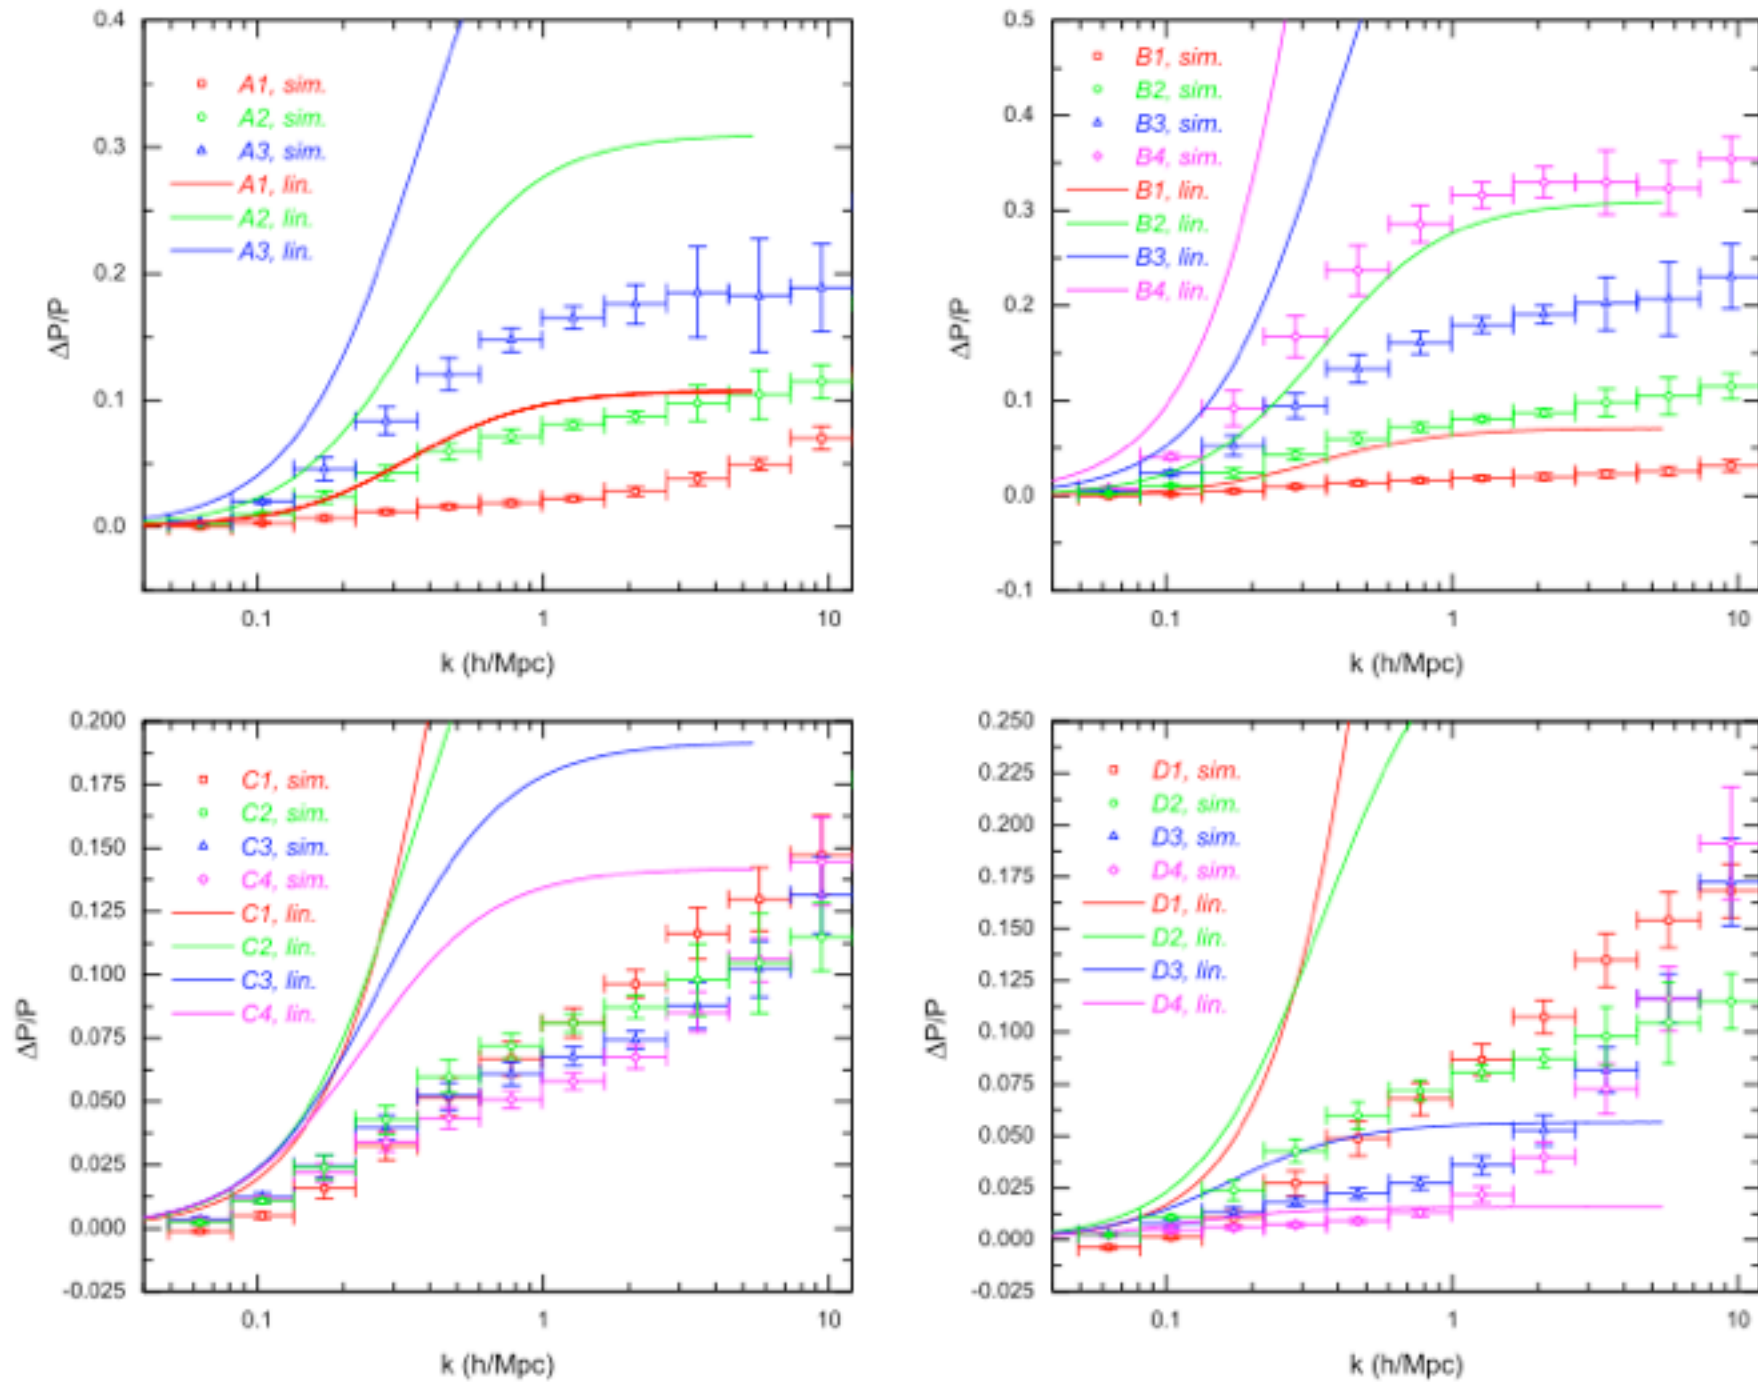 0.4
0.3
0.2
0.1
0.0
ΔP/P
A1, sim.
A2, sim.
A3, sim.
A1, lin.
A2, lin.
A3, lin.
0.1 1 10
k (h/Mpc)
0.5
0.4
0.3
0.2
0.1
0.0
-0.1
ΔP/P
B1, sim.
B2, sim.
B3, sim.
B4, sim.
B1, lin.
B2, lin.
B3, lin.
B4, lin.
0.1 1 10
k (h/Mpc)
0.200
0.175
0.150
0.125
0.100
0.075
0.050
0.025
0.000
-0.025
ΔP/P
C1, sim.
C2, sim.
C3, sim.
C4, sim.
C1, lin.
C2, lin.
C3, lin.
C4, lin.
0.1 1 10
k (h/Mpc)
0.250
0.225
0.200
0.175
0.150
0.125
0.100
0.075
0.050
0.025
0.000
-0.025
ΔP/P
D1, sim.
D2, sim.
D3, sim.
D4, sim.
D1, lin.
D2, lin.
D3, lin.
D4, lin.
0.1 1 10
k (h/Mpc)